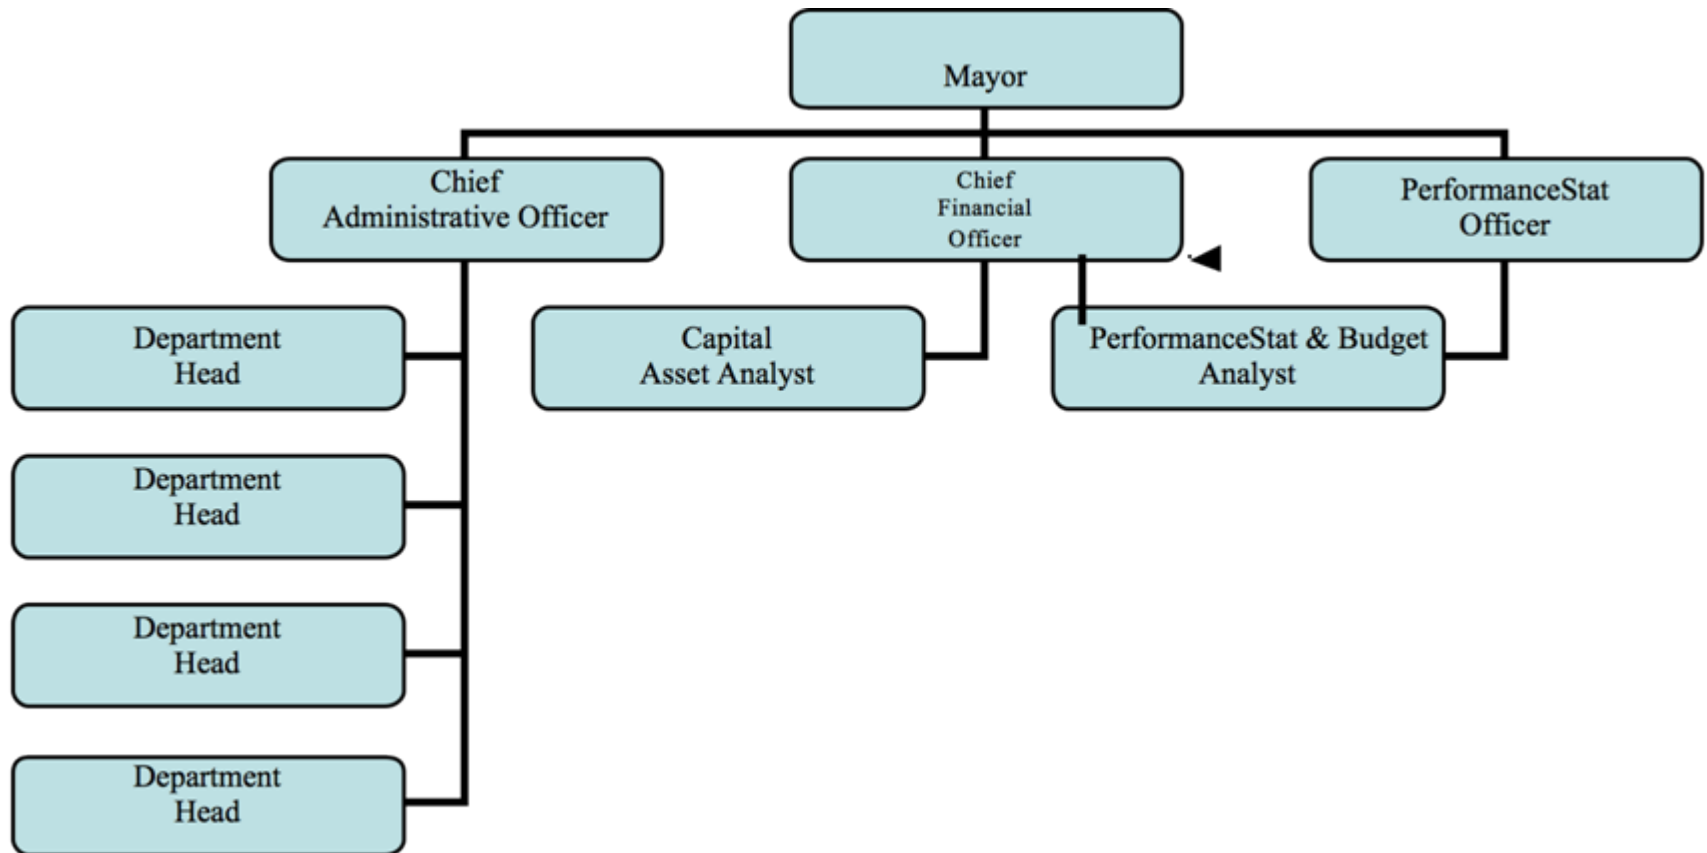 Mayor
Chief
Administrative Officer
Chief
Financial
Officer
PerformanceStat
Officer
Department
Head
Capital
Asset Analyst
PerformanceStat & Budget
Analyst
Department
Head
Department
Head
Department
Head